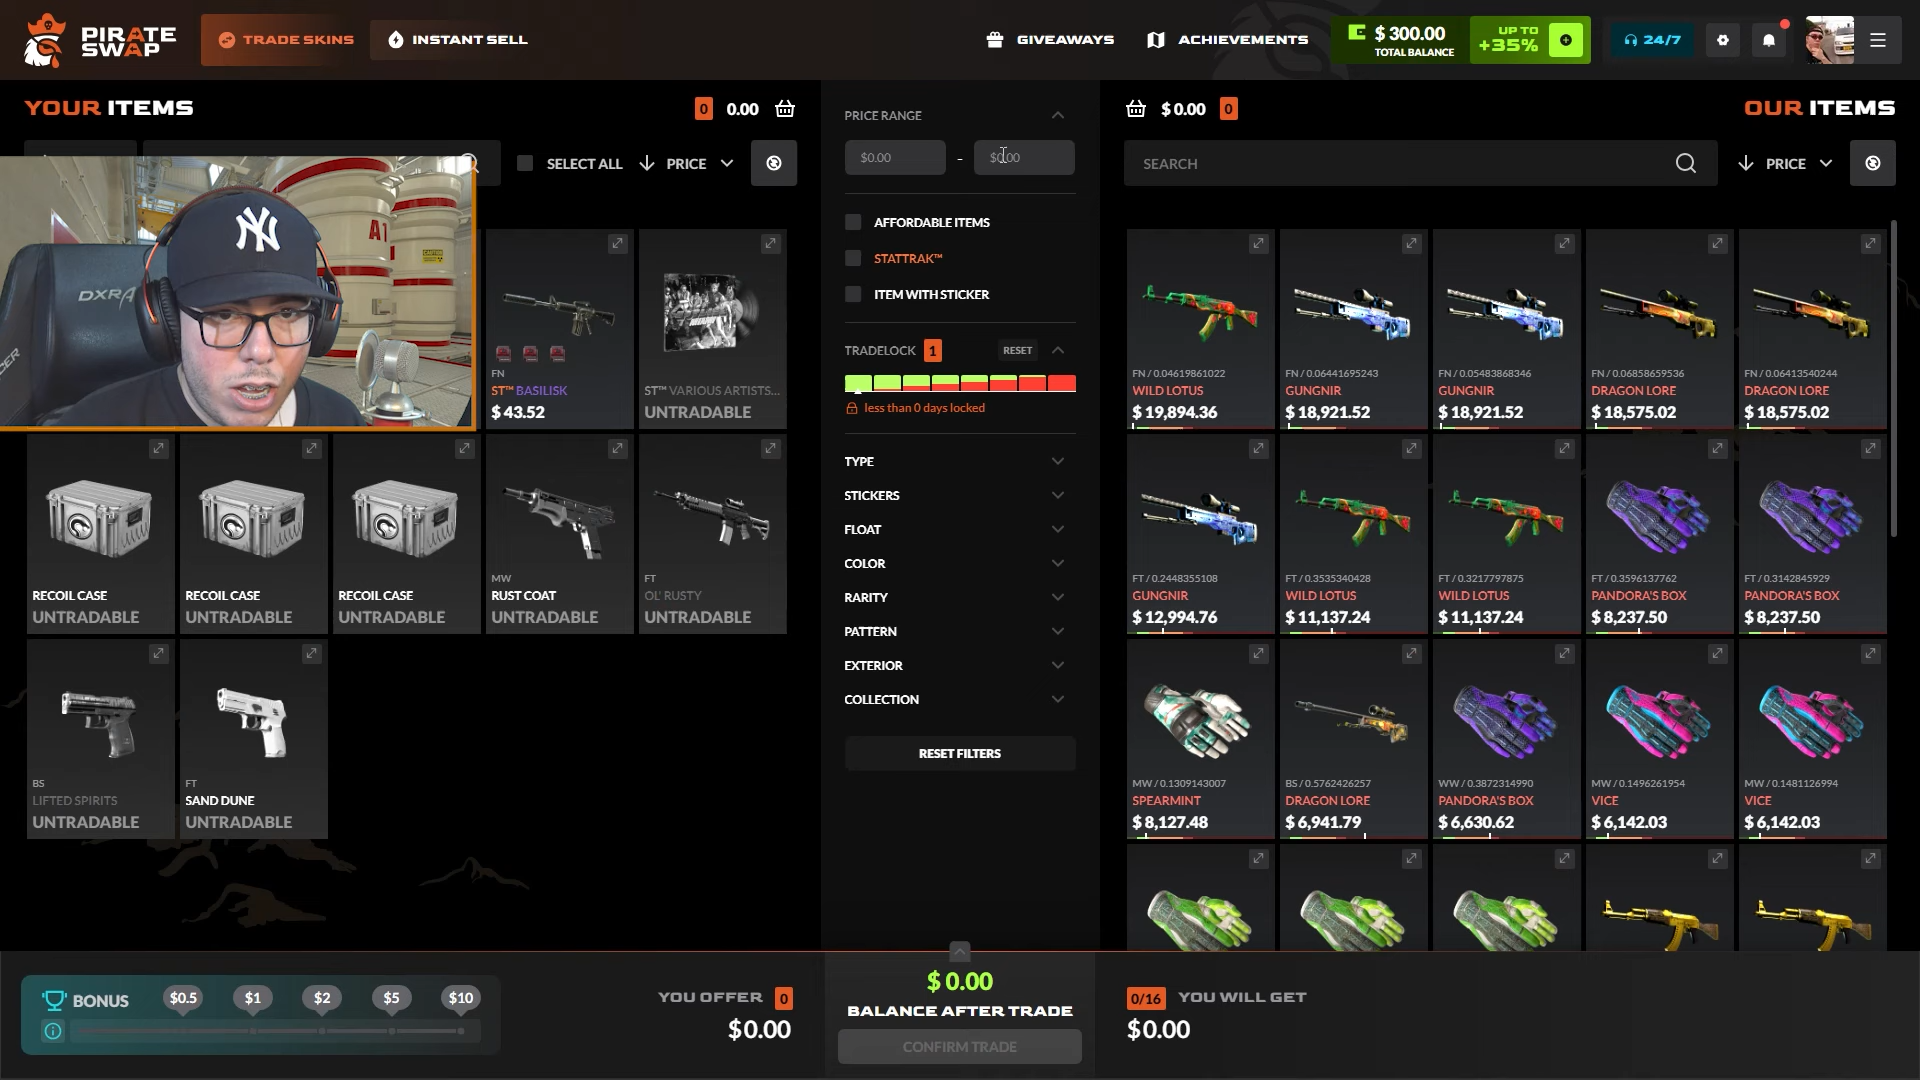 PIRATE
SWAP
TRADE SKINS
INSTANT SELL
GIVEAWAYS
ACHIEVEMENTS
$ 300.00
TOTAL BALANCE
UP TO
+35%
24/7
YOUR ITEMS
0
0.00
SELECT ALL
PRICE
PRICE RANGE
$0.00
-
$0.00
AFFORDABLE ITEMS
STATTRAK™
ITEM WITH STICKER
TRADELOCK
1
RESET
less than 0 days locked
TYPE
STICKERS
FLOAT
COLOR
RARITY
PATTERN
EXTERIOR
COLLECTION
RESET FILTERS
$ 0.00
0
OUR ITEMS
SEARCH
PRICE
NY
A1
DXRA
FN
ST™ BASILISK
$ 43.52
ST™ VARIOUS ARTISTS...
UNTRADABLE
RECOIL CASE
UNTRADABLE
RECOIL CASE
UNTRADABLE
RECOIL CASE
UNTRADABLE
MW
RUST COAT
UNTRADABLE
FT
OL' RUSTY
UNTRADABLE
BS
LIFTED SPIRITS
UNTRADABLE
FT
SAND DUNE
UNTRADABLE
FN / 0.04619861022
WILD LOTUS
$ 19,894.36
FN / 0.06441695243
GUNGNIR
$ 18,921.52
FN / 0.05483868346
GUNGNIR
$ 18,921.52
FN / 0.06858659536
DRAGON LORE
$ 18,575.02
FN / 0.06413540244
DRAGON LORE
$ 18,575.02
FT / 0.2448355108
GUNGNIR
$ 12,994.76
FT / 0.3535340428
WILD LOTUS
$ 11,137.24
FT / 0.3217797875
WILD LOTUS
$ 11,137.24
FT / 0.3596137762
PANDORA'S BOX
$ 8,237.50
FT / 0.3142845929
PANDORA'S BOX
$ 8,237.50
MW / 0.1309143007
SPEARMINT
$ 8,127.48
BS / 0.5762426257
DRAGON LORE
$ 6,941.79
WW / 0.3872314990
PANDORA'S BOX
$ 6,630.62
MW / 0.1496261954
VICE
$ 6,142.03
MW / 0.1481126994
VICE
$ 6,142.03
BONUS
$0.5
$1
$2
$5
$10
YOU OFFER
0
$0.00
$ 0.00
BALANCE AFTER TRADE
CONFIRM TRADE
0/16
YOU WILL GET
$0.00